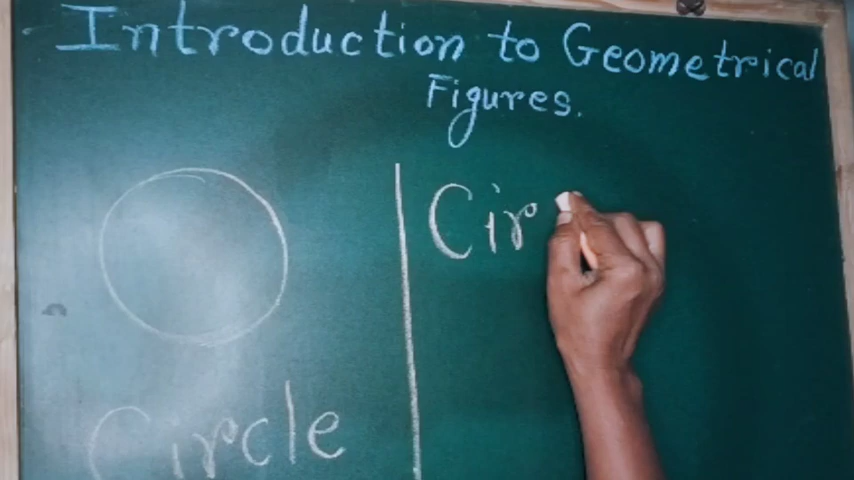 Introduction to Geometrical
Figures.
Circle
Cir